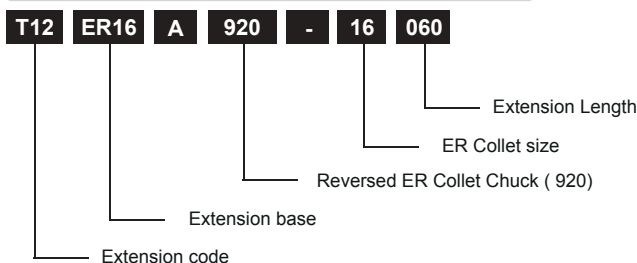 T12 ER16 A 920 - 16 060
Extension Length
ER Collet size
Reversed ER Collet Chuck ( 920)
Extension base
Extension code